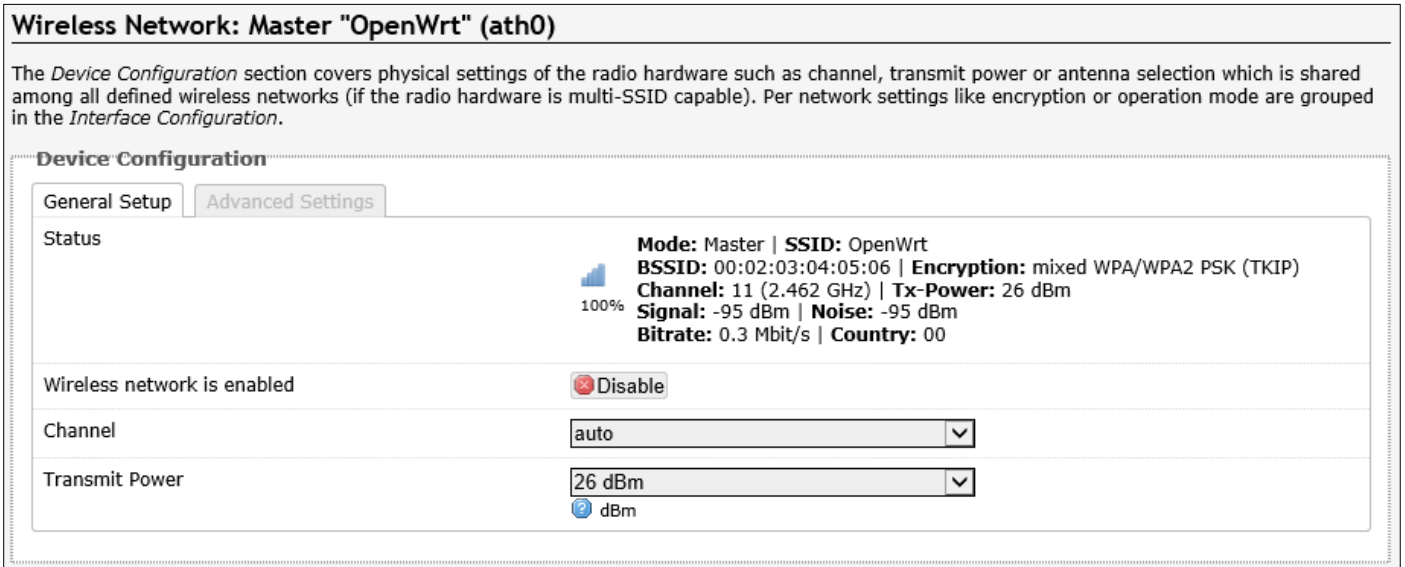 Wireless Network: Master "OpenWrt" (ath0)
The Device Configuration section covers physical settings of the radio hardware such as channel, transmit power or antenna selection which is shared
among all defined wireless networks (if the radio hardware is multi-SSID capable). Per network settings like encryption or operation mode are grouped
in the Interface Configuration.
Device Configuration
General Setup Advanced Settings
Status
Mode: Master | SSID: OpenWrt
BSSID: 00:02:03:04:05:06 | Encryption: mixed WPA/WPA2 PSK (TKIP)
Channel: 11 (2.462 GHz) | Tx-Power: 26 dBm
100% Signal: -95 dBm | Noise: -95 dBm
Bitrate: 0.3 Mbit/s | Country: 00
Wireless network is enabled Disable
Channel auto
Transmit Power 26 dBm
? dBm